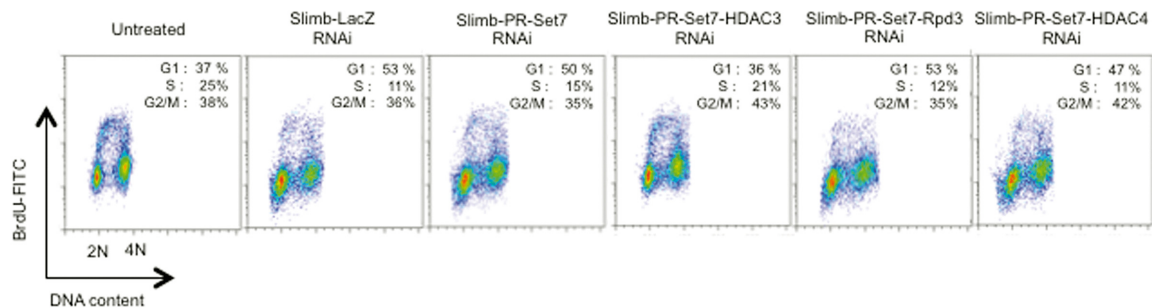 Untreated
G1 : 37 %
S : 25%
G2/M : 38%
Slimb-LacZ
RNAi
G1 : 53 %
S : 11%
G2/M : 36%
Slimb-PR-Set7
RNAi
G1 : 50 %
S : 15%
G2/M : 35%
Slimb-PR-Set7-HDAC3
RNAi
G1 : 36 %
S : 21%
G2/M : 43%
Slimb-PR-Set7-Rpd3
RNAi
G1 : 53 %
S : 12%
G2/M : 35%
Slimb-PR-Set7-HDAC4
RNAi
G1 : 47 %
S : 11%
G2/M : 42%
BrdU-FITC
2N 4N
DNA content